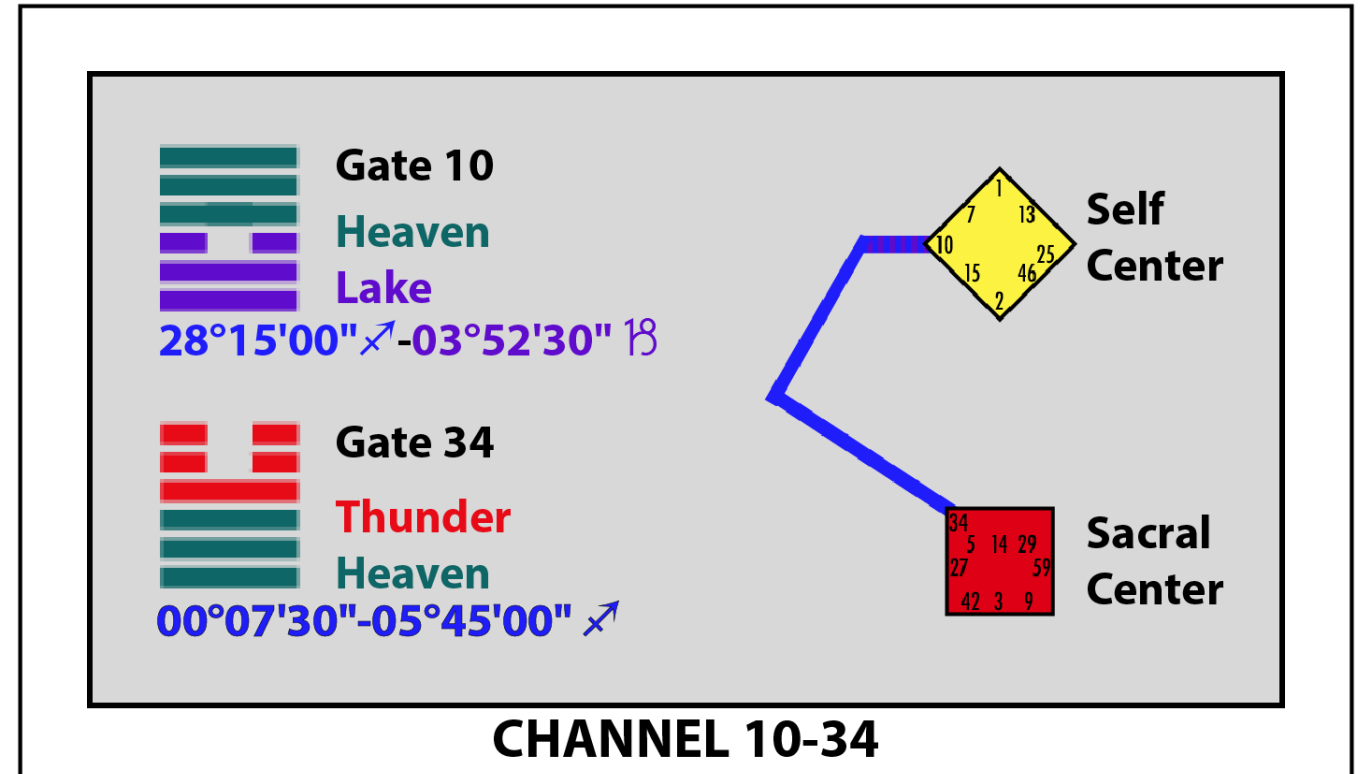 Gate 10
Heaven
Lake
28°15'00"♐-03°52'30" ♑
Gate 34
Thunder
Heaven
00°07'30"-05°45'00" ♐
1
7 13
10 25
15 46
2
Self
Center
34
5 14 29
27 59
42 3 9
Sacral
Center
CHANNEL 10-34